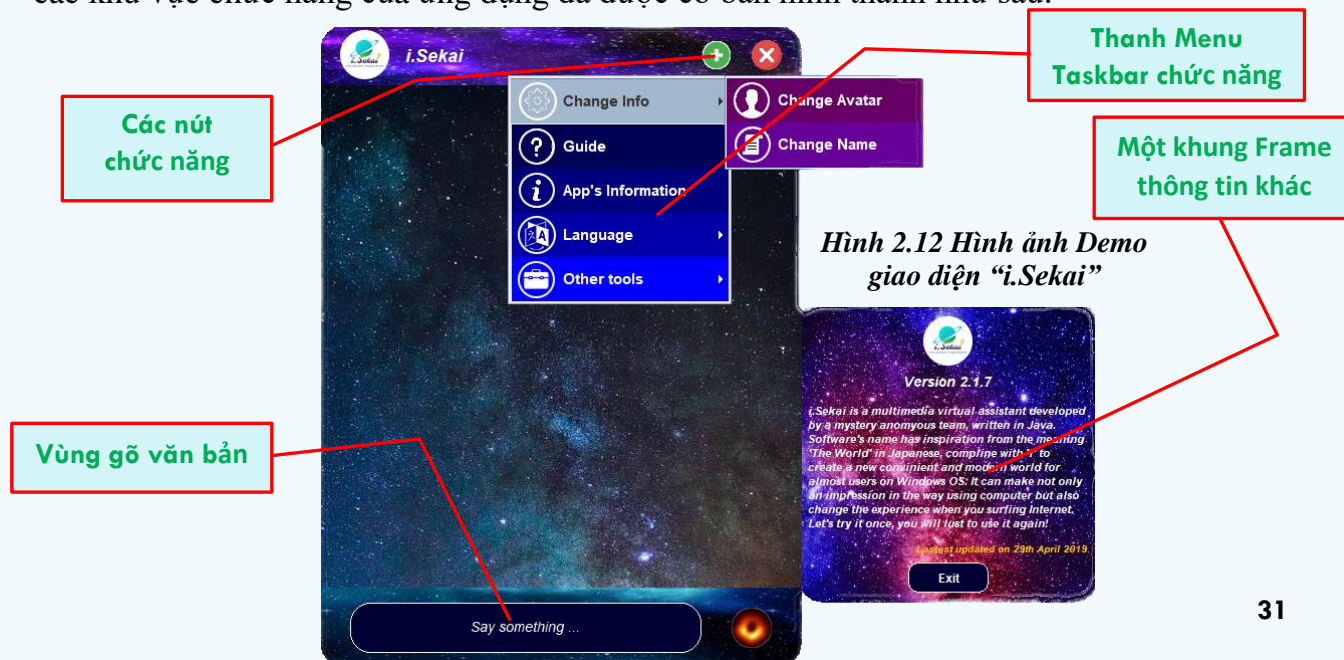 các khu vực chức năng của ứng dụng đã được cơ bản hình thành như sau:
Thanh Menu
Taskbar chức năng
i.Sekai
i.Sekai
Các nút
chức năng
Change Info
Change Avatar
Guide
Change Name
App's Information
Language
Other tools
Một khung Frame
thông tin khác
Hình 2.12 Hình ảnh Demo
giao diện “i.Sekai”
i.Sekai
Version 2.1.7
i.Sekai is a multimedia virtual assistant developed
by a mystery anomyous team, written in Java.
Software's name has inspiration from the meaning
'The World' in Japanese, compline with 'i' to
create a new convinient and modern world for
almost users on Windows OS. It can make not only
an impression in the way using computer but also
change the experience when you surfing Internet.
Let's try it once, you will lust to use it again!
Lastest updated on 29th April 2019.
Exit
Vùng gõ văn bản
Say something ...
31